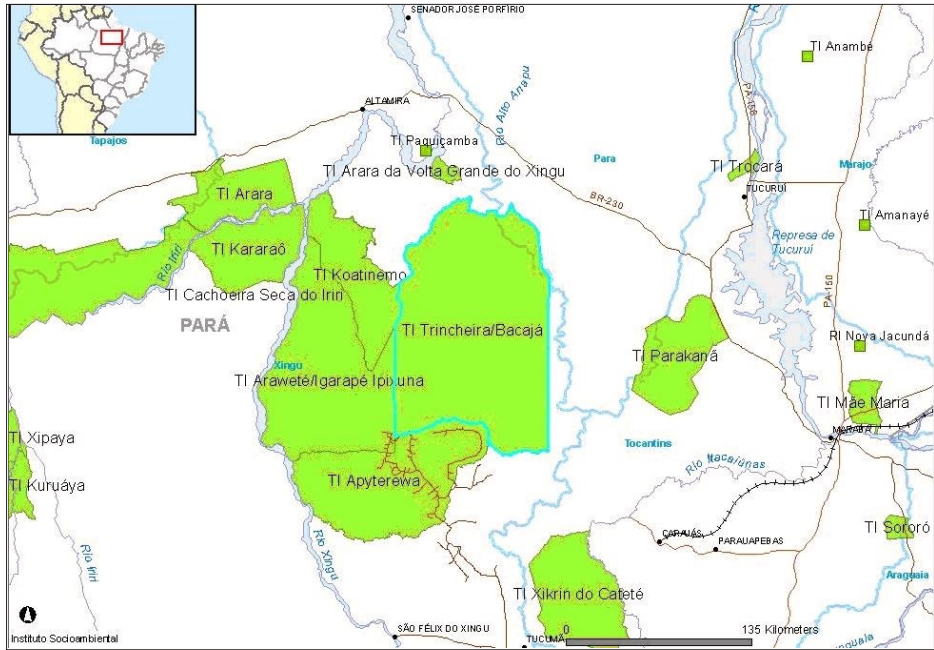 SENADOR JOSÉ PORFÍRIO
TI Anambé
ALTAMIRA
Rio Alto Anapu
PA-156
Tapajos
TI Paquiçamba
Para
TI Trocará
Marajo
TI Arara da Volta Grande do Xingu
TI Arara
BR-230
TUCURUÍ
TI Amanayé
Rio Iriri
TI Kararaô
Represa de
Tucuruí
TI Koatinemo
TI Cachoeira Seca do Iriri
PA-150
PARÁ
TI Trincheira/Bacajá
RI Nova Jacundá
TI Parakanã
Xingu
TI Araweté/Igarapé Ipixuna
TI Mãe Maria
MARABÁ
TI Xipaya
Tocantins
Rio Itacaiúnas
TI Kuruáya
TI Apyterewa
TI Sororó
CARAJÁS
PARAUAPEBAS
Rio Iriri
Rio Xingu
Araguaia
TI Xikrin do Cateté
Instituto Socioambiental
SÃO FÉLIX DO XINGU
TUCUMÃ
0
135 Kilometers